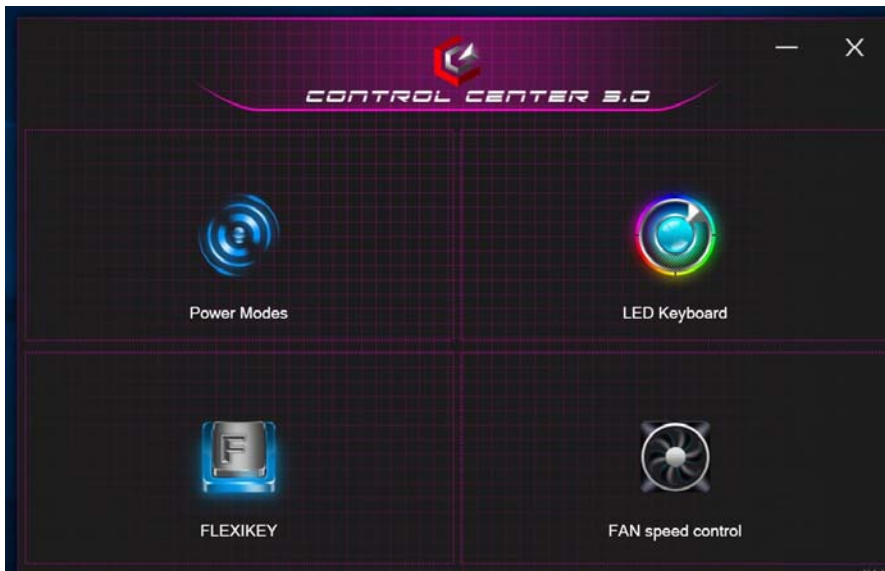 CONTROL CENTER 3.0
Power Modes
LED Keyboard
F
FLEXIKEY
FAN speed control